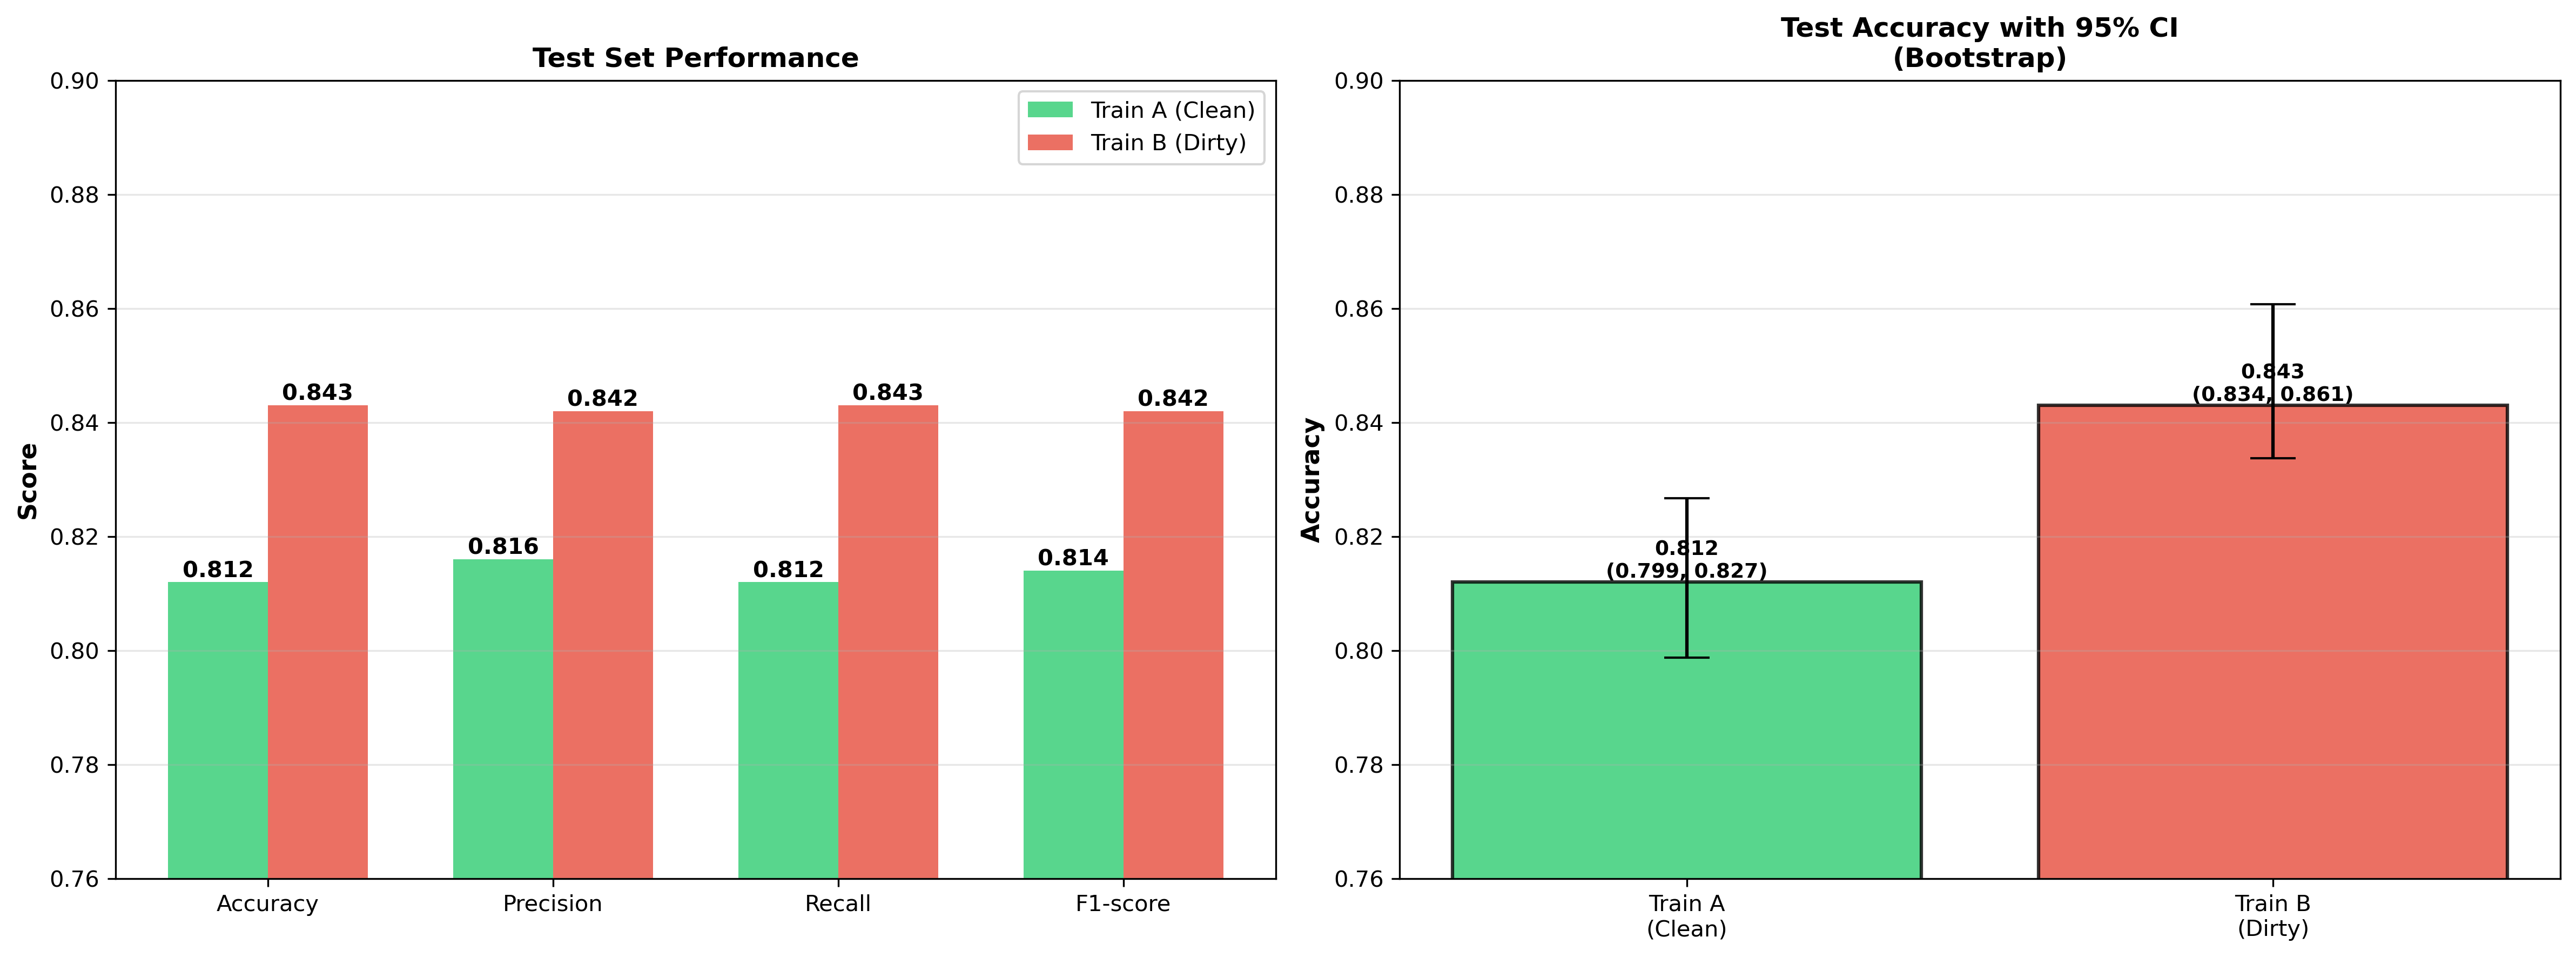 Test Set Performance
Score
0.90
0.88
0.86
0.84
0.82
0.80
0.78
0.76
Train A (Clean)
Train B (Dirty)
0.812
0.843
0.816
0.842
0.812
0.843
0.814
0.842
Accuracy
Precision
Recall
F1-score
Test Accuracy with 95% CI
(Bootstrap)
Accuracy
0.90
0.88
0.86
0.84
0.82
0.80
0.78
0.76
0.812
(0.799, 0.827)
0.843
(0.834, 0.861)
Train A
(Clean)
Train B
(Dirty)